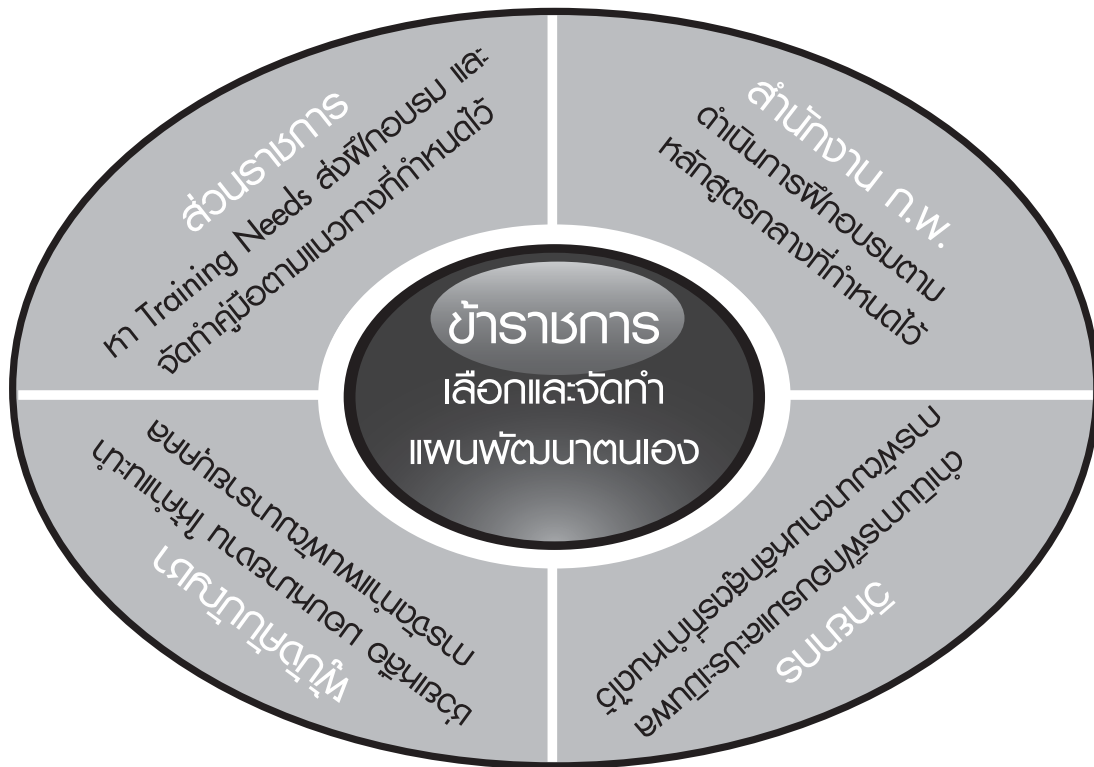 ส่วนราชการ
หา Training Needs ส่งฝึกอบรม และ
จัดทำคู่มือตามแนวทางที่กำหนดไว้
สำนักงาน ก.พ.
ดำเนินการฝึกอบรมตาม
หลักสูตรกลางที่กำหนดไว้
ข้าราชการ
เลือกและจัดทำ
แผนพัฒนาตนเอง
ผู้บังคับบัญชา
ช่วยเหลือ มอบหมายงาน ให้คำแนะนำ
การจัดทำแผนพัฒนารายบุคคล
วิทยากร
ดำเนินการฝึกอบรมและประเมินผล
การพัฒนาตามหลักสูตรที่กำหนดไว้